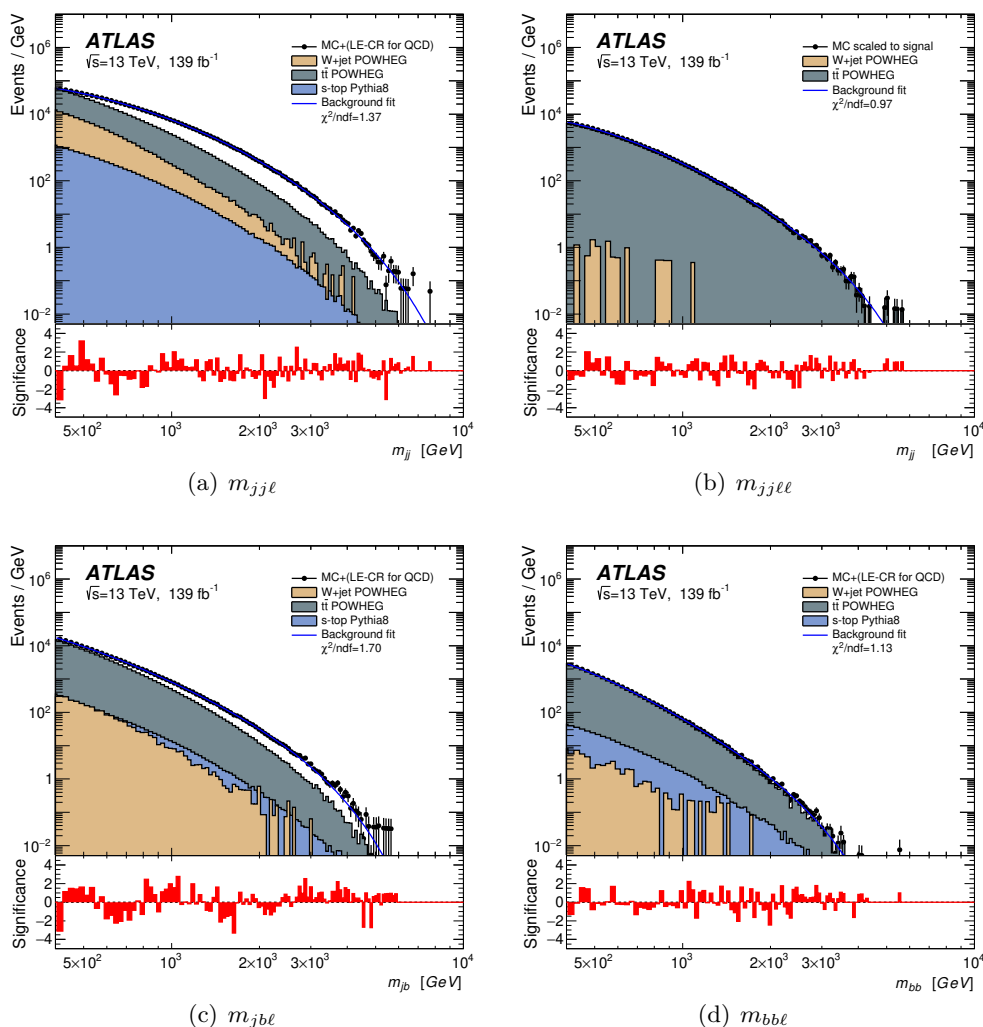 Events / GeV
10⁶
10⁴
10²
1
10⁻²
ATLAS
√s=13 TeV, 139 fb⁻¹
MC+(LE-CR for QCD)
W+jet POWHEG
tt̄ POWHEG
s-top Pythia8
Background fit
χ²/ndf=1.37
Significance
4
2
0
−2
−4
5×10² 10³ 2×10³ 3×10³ 10⁴
m_jj [GeV]
(a) m_jjℓ
Events / GeV
10⁶
10⁴
10²
1
10⁻²
ATLAS
√s=13 TeV, 139 fb⁻¹
MC scaled to signal
W+jet POWHEG
tt̄ POWHEG
Background fit
χ²/ndf=0.97
Significance
4
2
0
−2
−4
5×10² 10³ 2×10³ 3×10³ 10⁴
m_jj [GeV]
(b) m_jjℓℓ
Events / GeV
10⁶
10⁴
10²
1
10⁻²
ATLAS
√s=13 TeV, 139 fb⁻¹
MC+(LE-CR for QCD)
W+jet POWHEG
tt̄ POWHEG
s-top Pythia8
Background fit
χ²/ndf=1.70
Significance
4
2
0
−2
−4
5×10² 10³ 2×10³ 3×10³ 10⁴
m_jb [GeV]
(c) m_jbℓ
Events / GeV
10⁶
10⁴
10²
1
10⁻²
ATLAS
√s=13 TeV, 139 fb⁻¹
MC+(LE-CR for QCD)
W+jet POWHEG
tt̄ POWHEG
s-top Pythia8
Background fit
χ²/ndf=1.13
Significance
4
2
0
−2
−4
5×10² 10³ 2×10³ 3×10³ 10⁴
m_bb [GeV]
(d) m_bbℓ